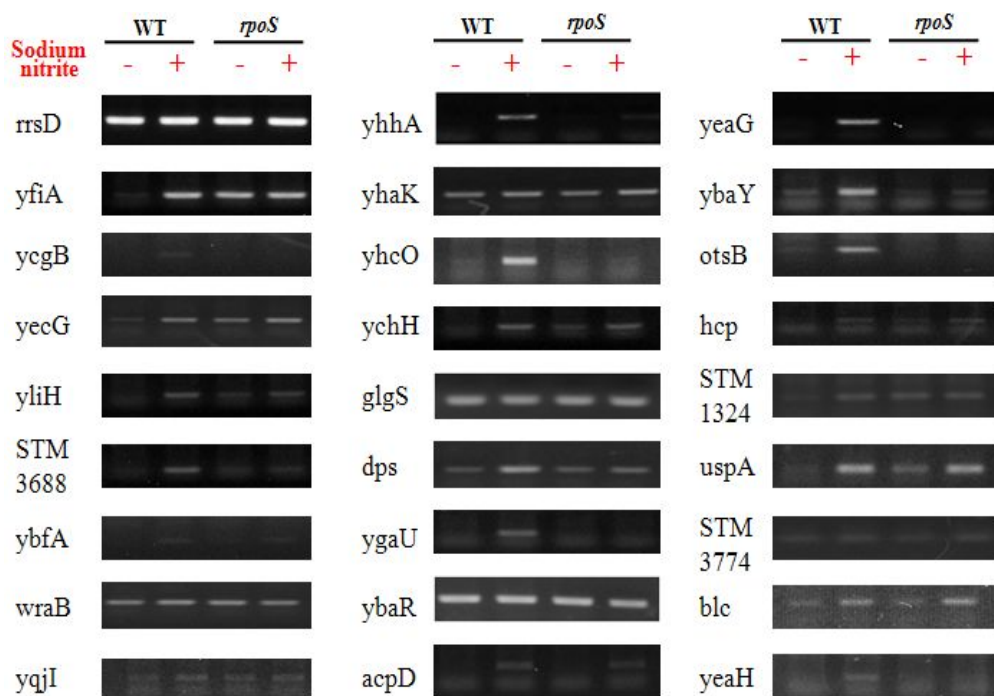 WT rpoS
Sodium
nitrite - + - +
rrsD
yfiA
ycgB
yecG
yliH
STM
3688
ybfA
wraB
yqjI
WT rpoS
- + - +
yhhA
yhaK
yhcO
ychH
glgS
dps
ygaU
ybaR
acpD
WT rpoS
- + - +
yeaG
ybaY
otsB
hcp
STM
1324
uspA
STM
3774
blc
yeaH